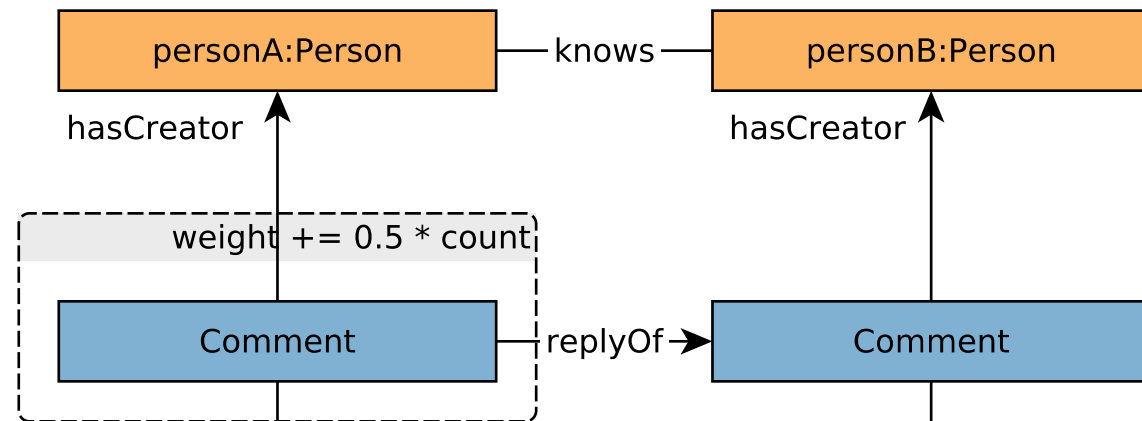 personA:Person
knows
personB:Person
hasCreator
hasCreator
weight += 0.5 * count
Comment
replyOf
Comment